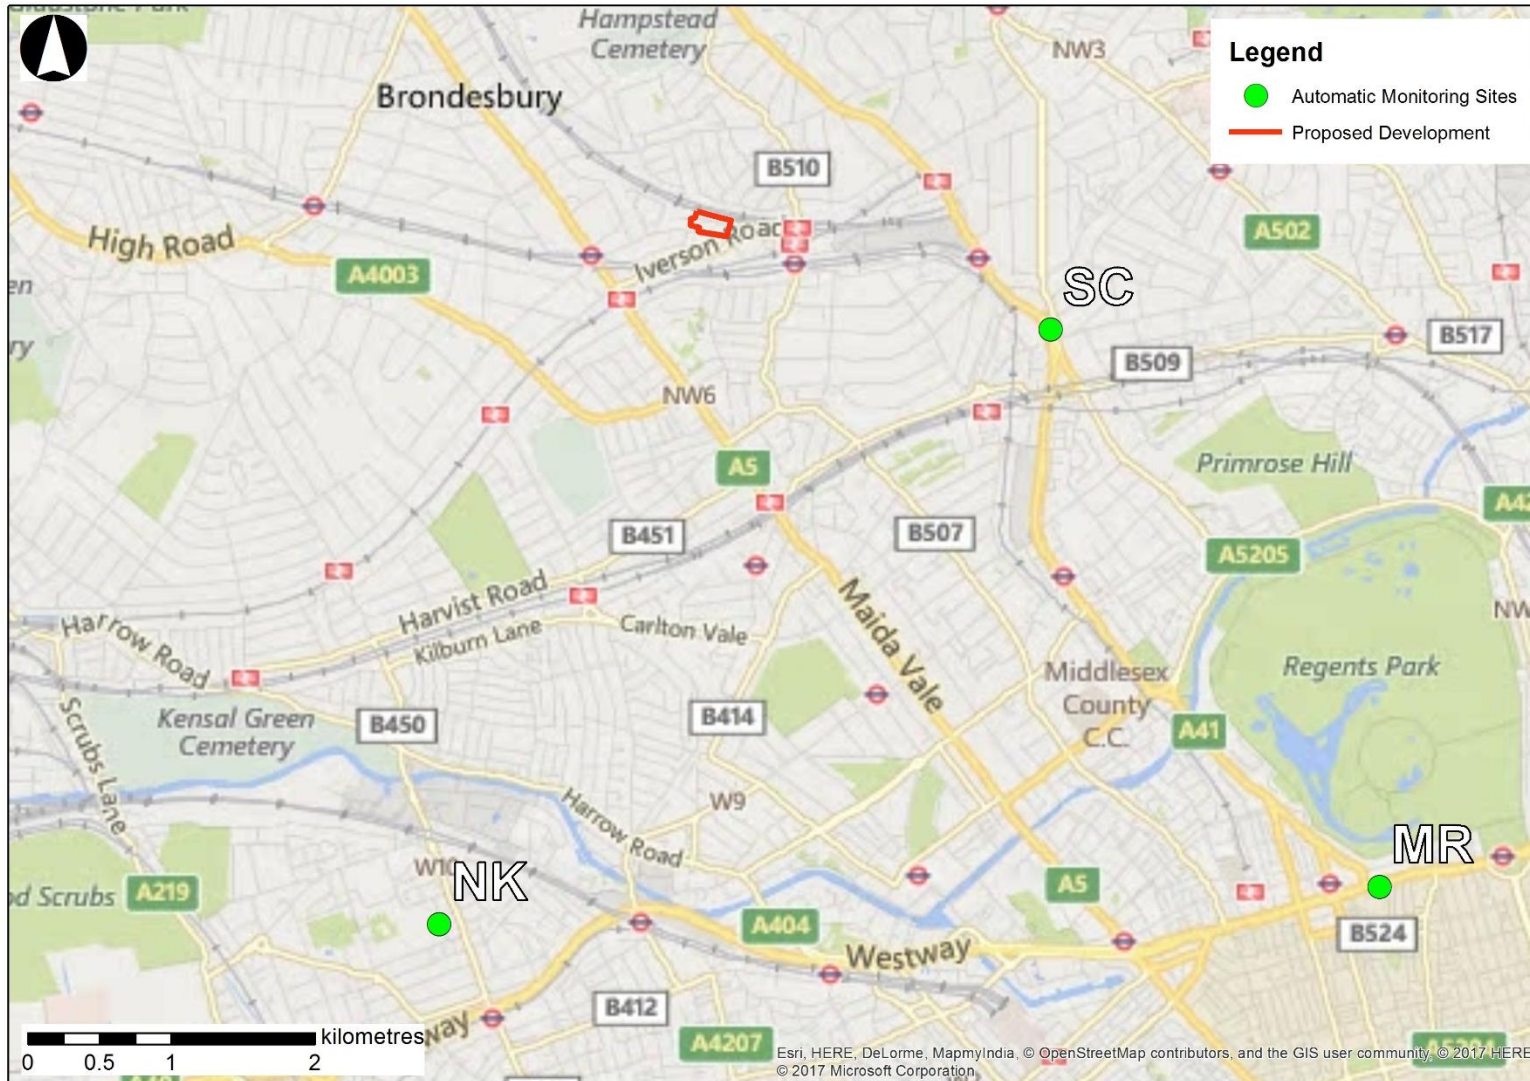 Hampstead
Cemetery
NW3
Legend
Automatic Monitoring Sites
Proposed Development
Brondesbury
B510
High Road
A4003
Iverson Road
A502
SC
B517
B509
NW6
A5
Primrose Hill
B451
B507
A5205
Harvist Road
Kilburn Lane
Carlton Vale
Maida Vale
Harrow Road
Scrubs Lane
Kensal Green
Cemetery
B450
B414
Middlesex
County
C.C.
Regents Park
A41
W9
Harrow Road
W10
NK
MR
A219
A5
A404
Westway
B524
B412
A4207
kilometres
0 0.5 1 2
Esri, HERE, DeLorme, MapmyIndia, © OpenStreetMap contributors, and the GIS user community, © 2017 HERE
© 2017 Microsoft Corporation